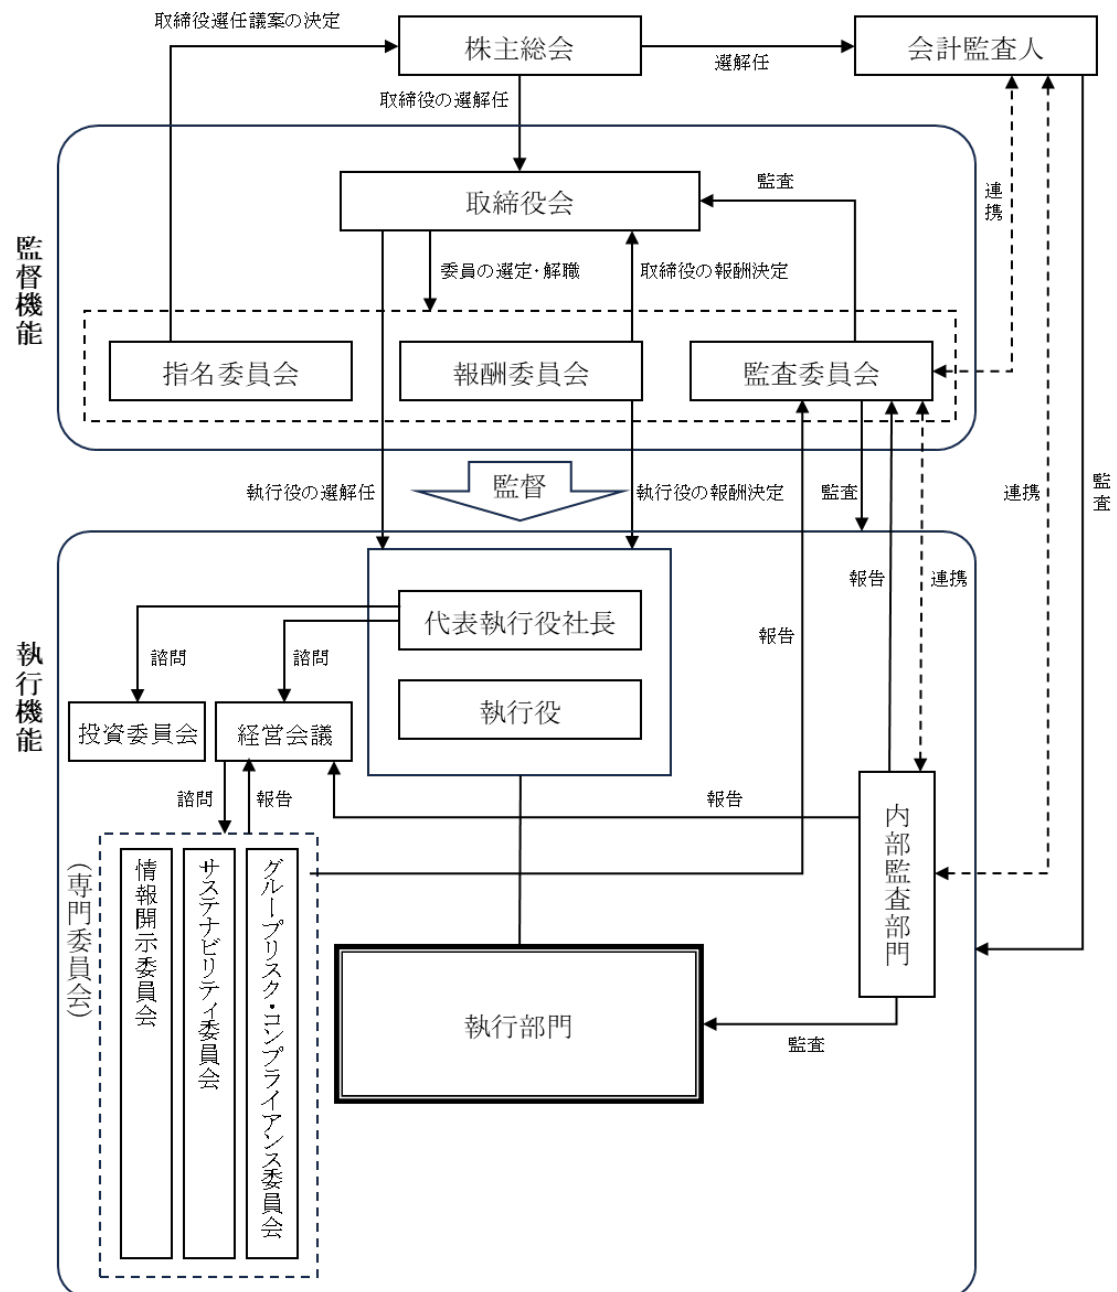 取締役選任議案の決定
株主総会
会計監査人
選解任
取締役の選解任
監督機能
取締役会
監査
連携
委員の選定・解職
取締役の報酬決定
指名委員会
報酬委員会
監査委員会
執行役の選解任
監督
執行役の報酬決定
監査
連携
監査
執行機能
報告
連携
代表執行役社長
報告
諮問
諮問
執行役
投資委員会
経営会議
諮問
報告
報告
内部監査部門
(専門委員会)
情報開示委員会
サステナビリティ委員会
グループリスク・コンプライアンス委員会
執行部門
監査